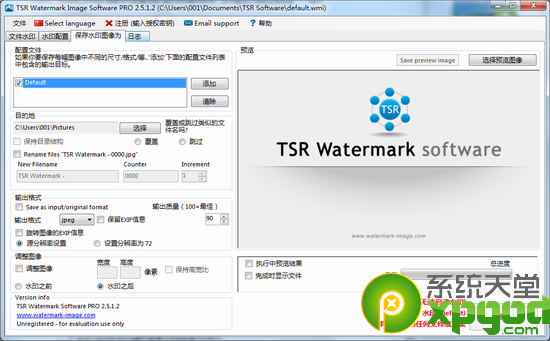 TSR Watermark Image Software PRO 2.5.1.2 (C:\Users\001\Documents\TSR Software\default.wmi)
文件 Select language 注册 (输入授权密码) Email support 帮助
文件水印 水印配置 保存水印图像为 日志
配置文件
如果你要保存每幅图像中不同的尺寸/格式/等.“添加”下面的配置文件列表
中包含的输出目标。
Default
添加
清除
目的地
C:\Users\001\Pictures 选择
覆盖或跳过类似的文件名吗?
保持目录结构 覆盖 跳过
Rename files "TSR Watermark - 0000.jpg"
New Filename Counter Increment
TSR Watermark - 0000 1
输出格式
Save as input/original format 输出质量 (100=最佳)
输出格式 jpeg 保留EXIF信息 90
旋转图像的EXIF信息
源分辨率设置 设置分辨率为 72
调整图像
调整图像 宽度 高度 像素 保持高宽比
水印之前 水印之后
Version info
TSR Watermark Software PRO 2.5.1.2
www.watermark-image.com
Unregistered - for evaluation use only
预览
Save preview image 选择预览图像
TSR
TSR Watermark software
www.watermark-image.com
执行中预览结果
完成时显示文件
总进度
系统天堂
xpgod.com